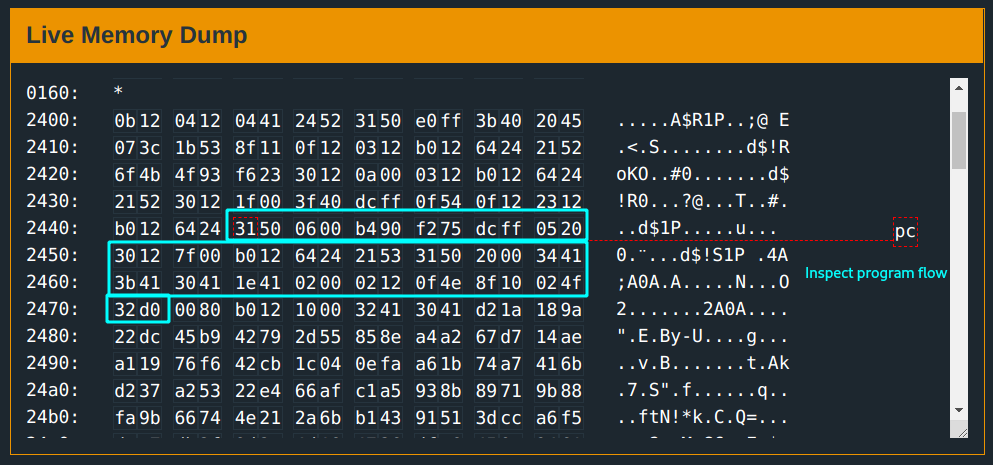 Live Memory Dump
0160: *
2400: 0b12 0412 0441 2452 3150 e0ff 3b40 2045 .....A$R1P..;@ E
2410: 073c 1b53 8f11 0f12 0312 b012 6424 2152 .<.S........d$!R
2420: 6f4b 4f93 f623 3012 0a00 0312 b012 6424 oKO..#0.......d$
2430: 2152 3012 1f00 3f40 dcff 0f54 0f12 2312 !R0...?@...T..#.
2440: b012 6424 3150 0600 b490 f275 dcff 0520 ..d$1P.....u...
pc
2450: 3012 7f00 b012 6424 2153 3150 2000 3441 0.¨...d$!S1P .4A
Inspect program flow
2460: 3b41 3041 1e41 0200 0212 0f4e 8f10 024f ;A0A.A.....N...O
2470: 32d0 0080 b012 1000 3241 3041 d21a 189a 2.......2A0A....
2480: 22dc 45b9 4279 2d55 858e a4a2 67d7 14ae ".E.By-U....g...
2490: a119 76f6 42cb 1c04 0efa a61b 74a7 416b ..v.B.......t.Ak
24a0: d237 a253 22e4 66af c1a5 938b 8971 9b88 .7.S".f......q..
24b0: fa9b 6674 4e21 2a6b b143 9151 3dcc a6f5 ..ftN!*k.C.Q=...